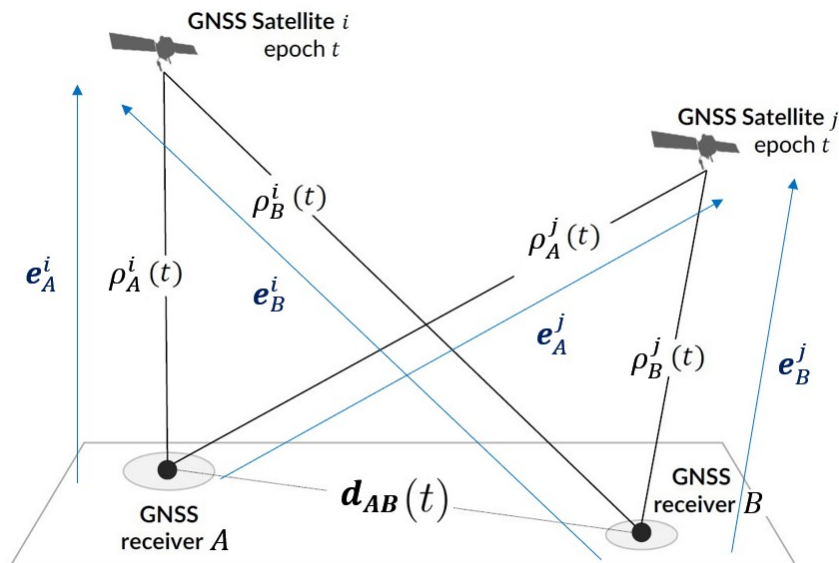 GNSS Satellite i
epoch t
GNSS Satellite j
epoch t
ρ_B^i (t)
ρ_A^j (t)
e_A^i
ρ_A^i (t)
e_B^i
e_A^j
ρ_B^j (t)
e_B^j
d_AB (t)
GNSS
receiver A
GNSS
receiver B